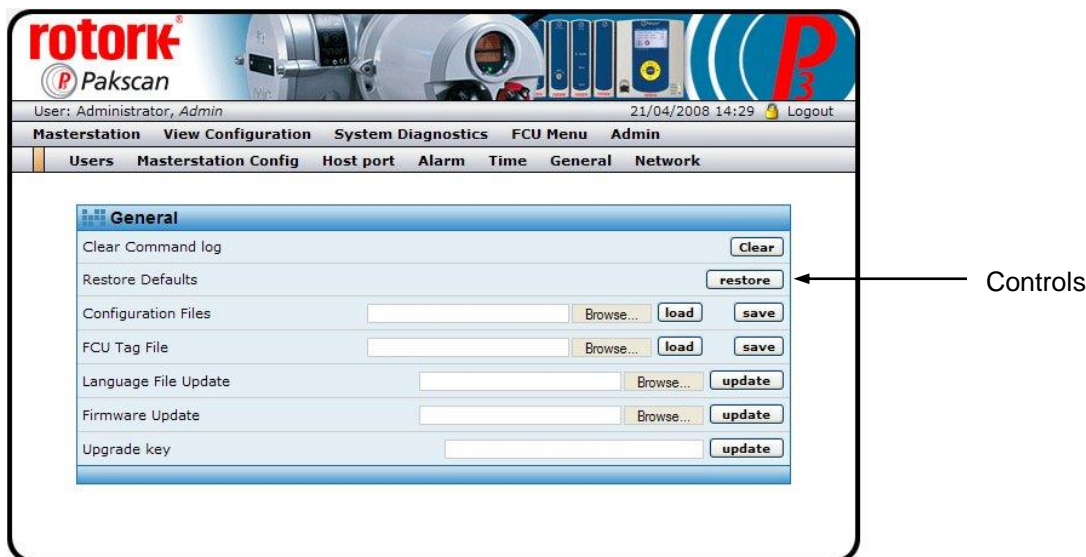 rotork®
Pakscan
P3
User: Administrator, Admin 21/04/2008 14:29 Logout
Masterstation View Configuration System Diagnostics FCU Menu Admin
Users Masterstation Config Host port Alarm Time General Network
General
Clear Command log Clear
Restore Defaults restore
Controls
Configuration Files Browse... load save
FCU Tag File Browse... load save
Language File Update Browse... update
Firmware Update Browse... update
Upgrade key update